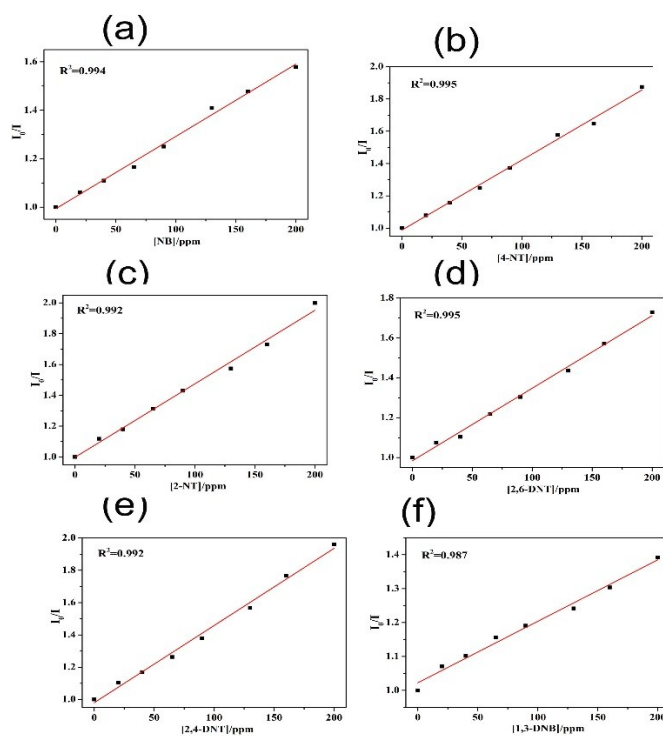 (a)
R²=0.994
1.6
1.4
1.2
1.0
I₀/I
0 50 100 150 200
[NB]/ppm
(b)
R²=0.995
2.0
1.8
1.6
1.4
1.2
1.0
I₀/I
0 50 100 150 200
[4-NT]/ppm
(c)
R²=0.992
2.0
1.8
1.6
1.4
1.2
1.0
I₀/I
0 50 100 150 200
[2-NT]/ppm
(d)
R²=0.995
1.8
1.6
1.4
1.2
1.0
I₀/I
0 50 100 150 200
[2,6-DNT]/ppm
(e)
R²=0.992
2.0
1.8
1.6
1.4
1.2
1.0
I₀/I
0 50 100 150 200
[2,4-DNT]/ppm
(f)
R²=0.987
1.4
1.3
1.2
1.1
1.0
I₀/I
0 50 100 150 200
[1,3-DNB]/ppm